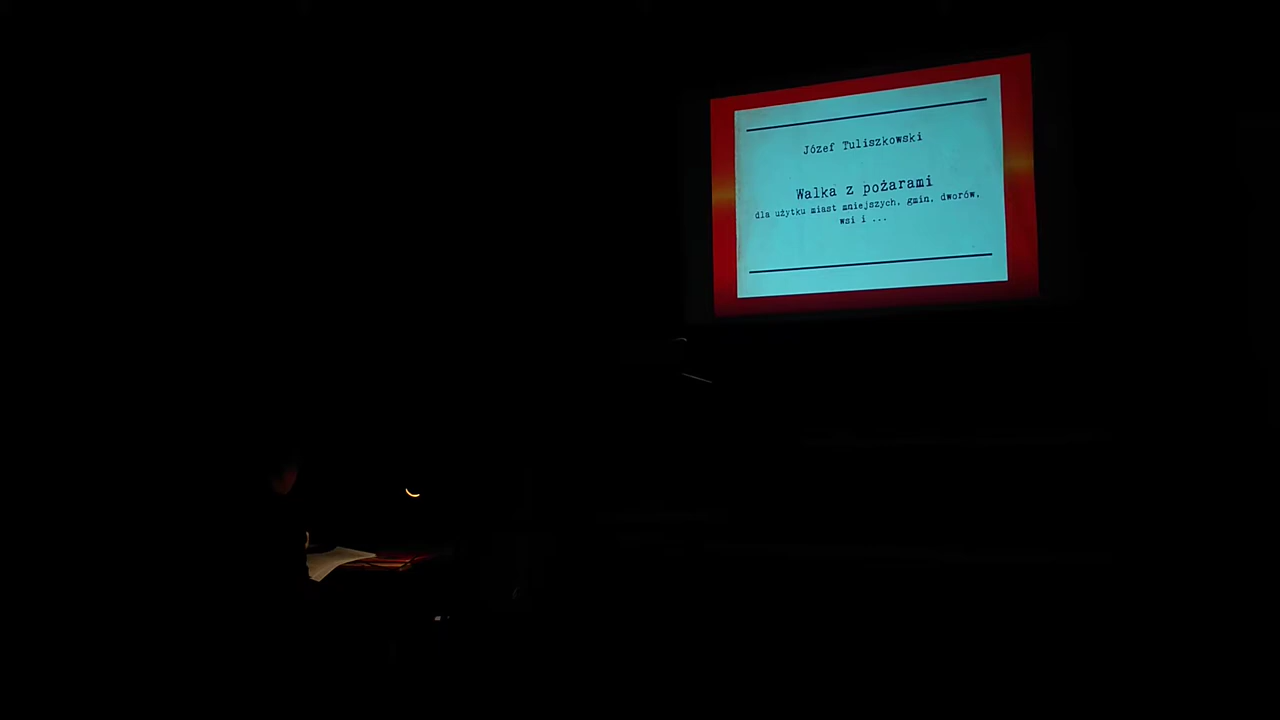 Józef Tuliszkowski
Walka z pożarami
dla użytku miast mniejszych, gmin, dworów,
wsi i ...